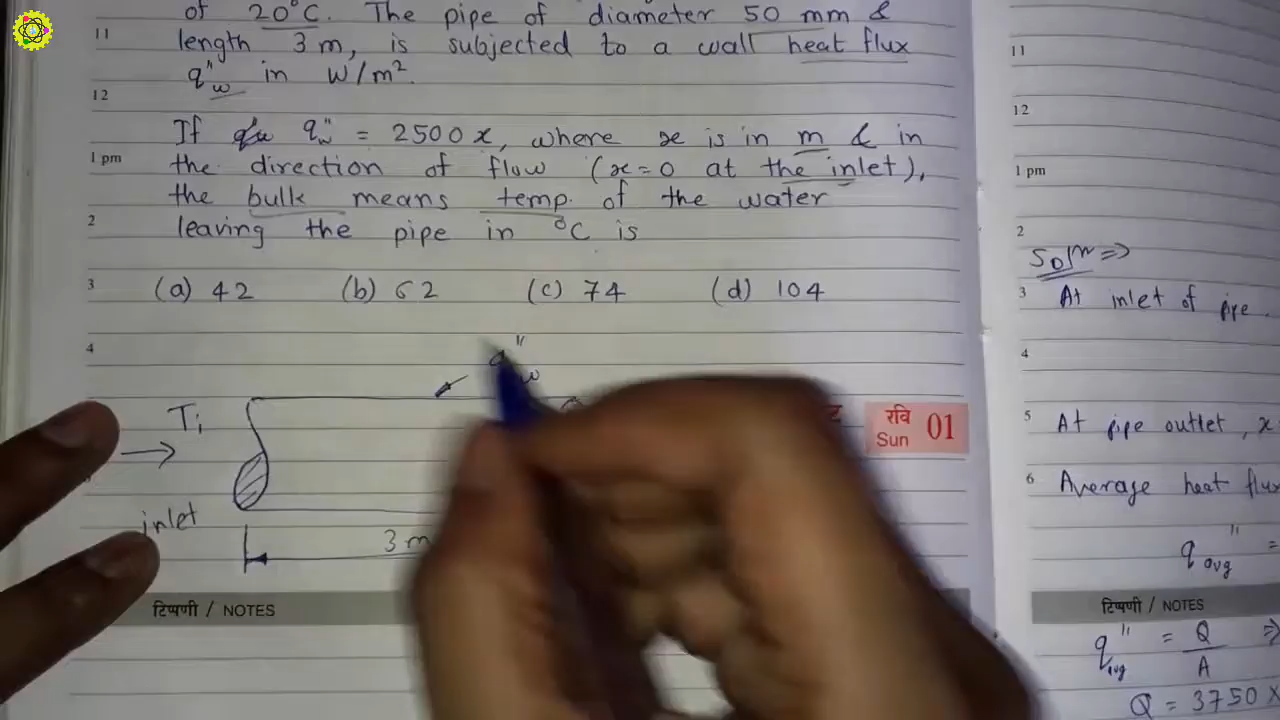 of 20°C. The pipe of diameter 50 mm &
length 3 m, is subjected to a wall heat flux
q"w in W/m².
If q"w = 2500 x, where x is in m & in
the direction of flow (x=0 at the inlet),
the bulk means temp. of the water
leaving the pipe in °C is
(a) 42 (b) 62 (c) 74 (d) 104
q"w
Ti
inlet
3 m
रवि
Sun 01
टिप्पणी / NOTES
11
12
1 pm
2
3
4
11
12
1 pm
2
Solⁿ ⇒
3 At inlet of pipe.
4
5 At pipe outlet, x
6 Average heat flux
q"avg =
टिप्पणी / NOTES
q"avg = Q/A ⇒
Q = 3750 x